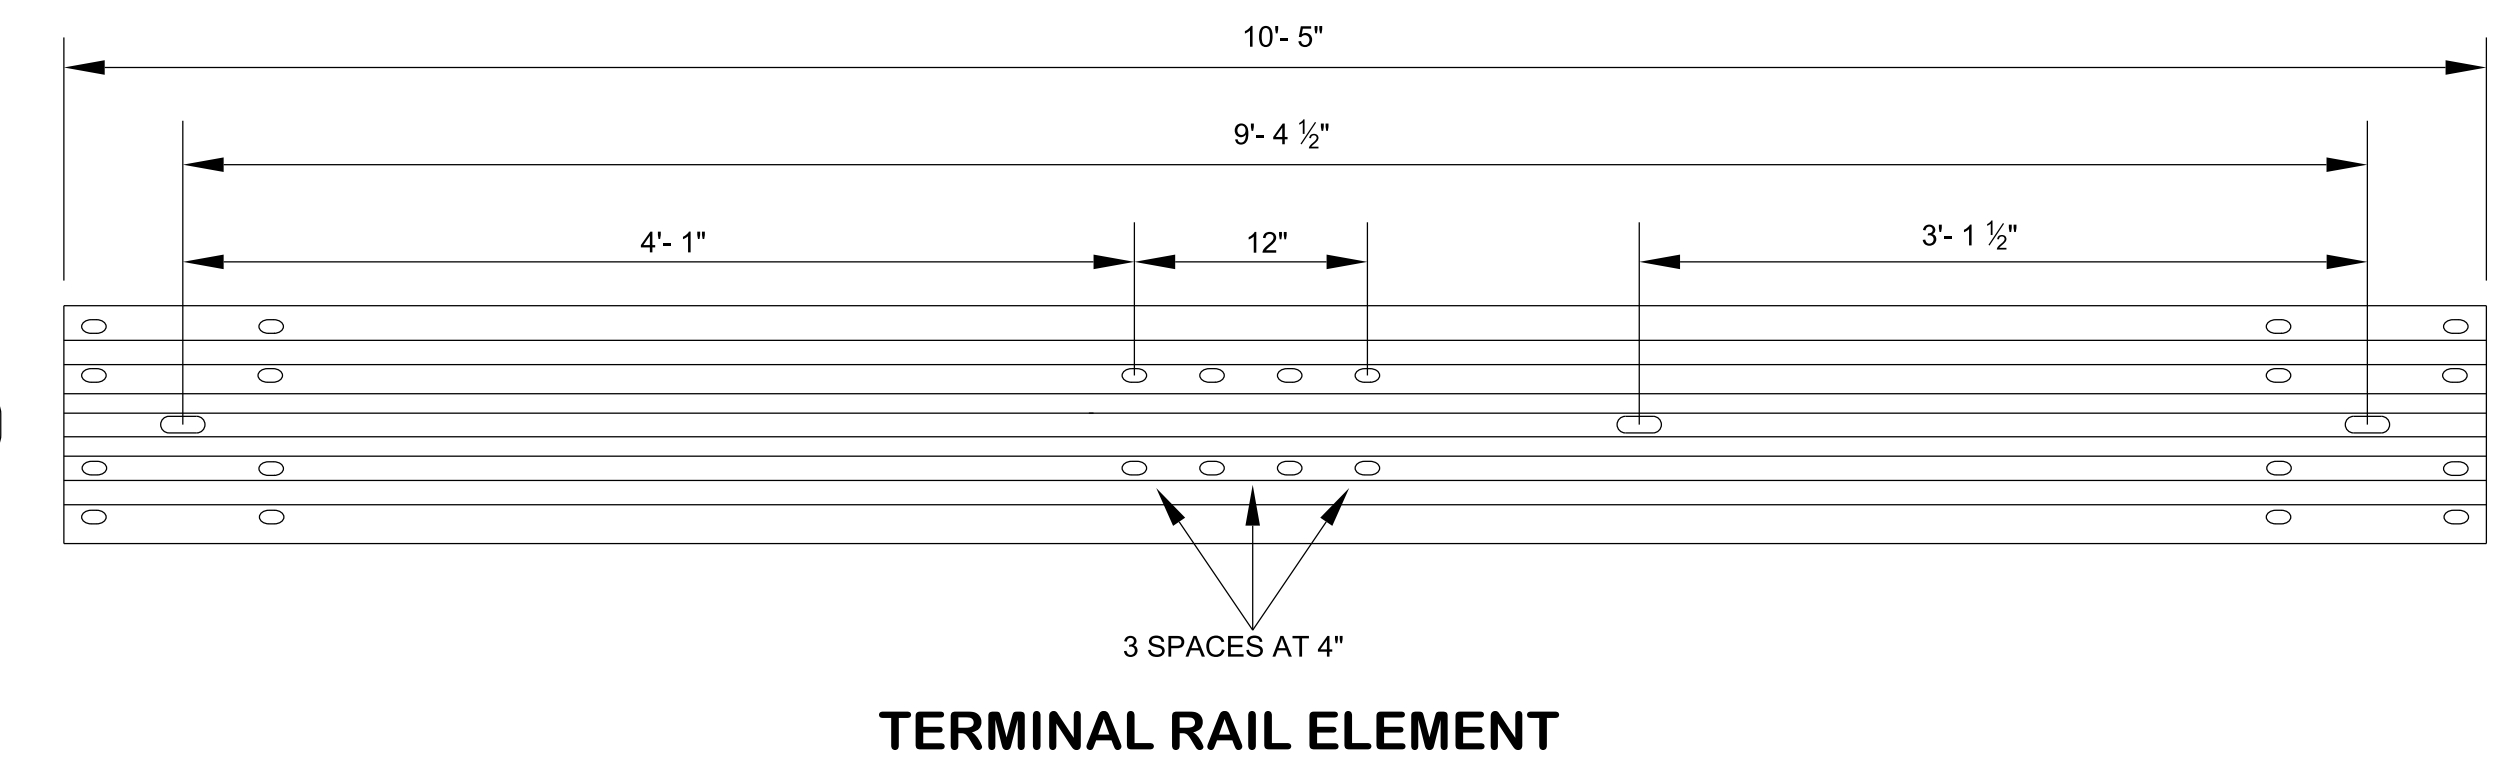 10'- 5"
9'- 4 1/2"
4'- 1"
12"
3'- 1 1/2"
3 SPACES AT 4"
TERMINAL RAIL ELEMENT